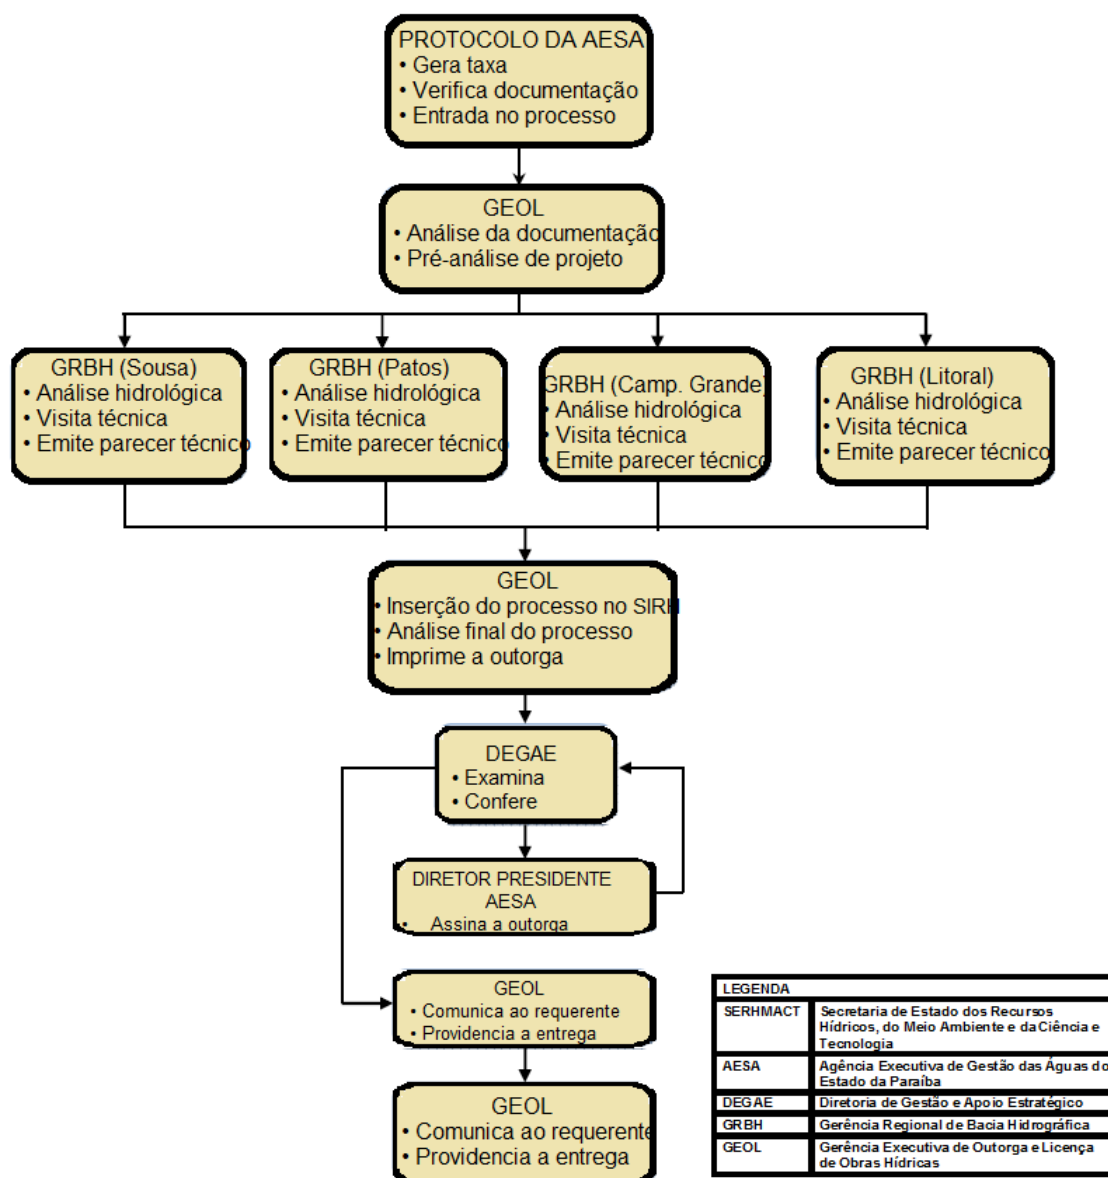 PROTOCOLO DA AESA
• Gera taxa
• Verifica documentação
• Entrada no processo
GEOL
• Análise da documentação
• Pré-análise de projeto
GRBH (Sousa)
• Análise hidrológica
• Visita técnica
• Emite parecer técnico
GRBH (Patos)
• Análise hidrológica
• Visita técnica
• Emite parecer técnico
GRBH (Camp. Grande)
• Análise hidrológica
• Visita técnica
• Emite parecer técnico
GRBH (Litoral)
• Análise hidrológica
• Visita técnica
• Emite parecer técnico
GEOL
• Inserção do processo no SIRH
• Análise final do processo
• Imprime a outorga
DEGAE
• Examina
• Confere
DIRETOR PRESIDENTE
AESA
• Assina a outorga
GEOL
• Comunica ao requerente
• Providencia a entrega
GEOL
• Comunica ao requerente
• Providencia a entrega
LEGENDA
SERHMACT Secretaria de Estado dos Recursos
Hídricos, do Meio Ambiente e da Ciência e
Tecnologia
AESA Agência Executiva de Gestão das Águas do
Estado da Paraíba
DEGAE Diretoria de Gestão e Apoio Estratégico
GRBH Gerência Regional de Bacia Hidrográfica
GEOL Gerência Executiva de Outorga e Licença
de Obras Hídricas